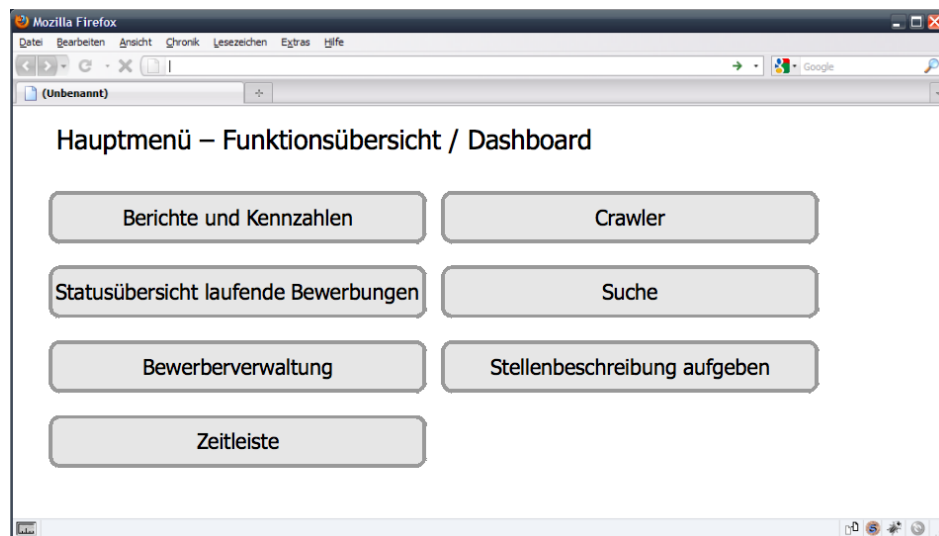 Mozilla Firefox
Datei Bearbeiten Ansicht Chronik Lesezeichen Extras Hilfe
Google
(Unbenannt)
Hauptmenü – Funktionsübersicht / Dashboard
Berichte und Kennzahlen Crawler
Statusübersicht laufende Bewerbungen Suche
Bewerberverwaltung Stellenbeschreibung aufgeben
Zeitleiste